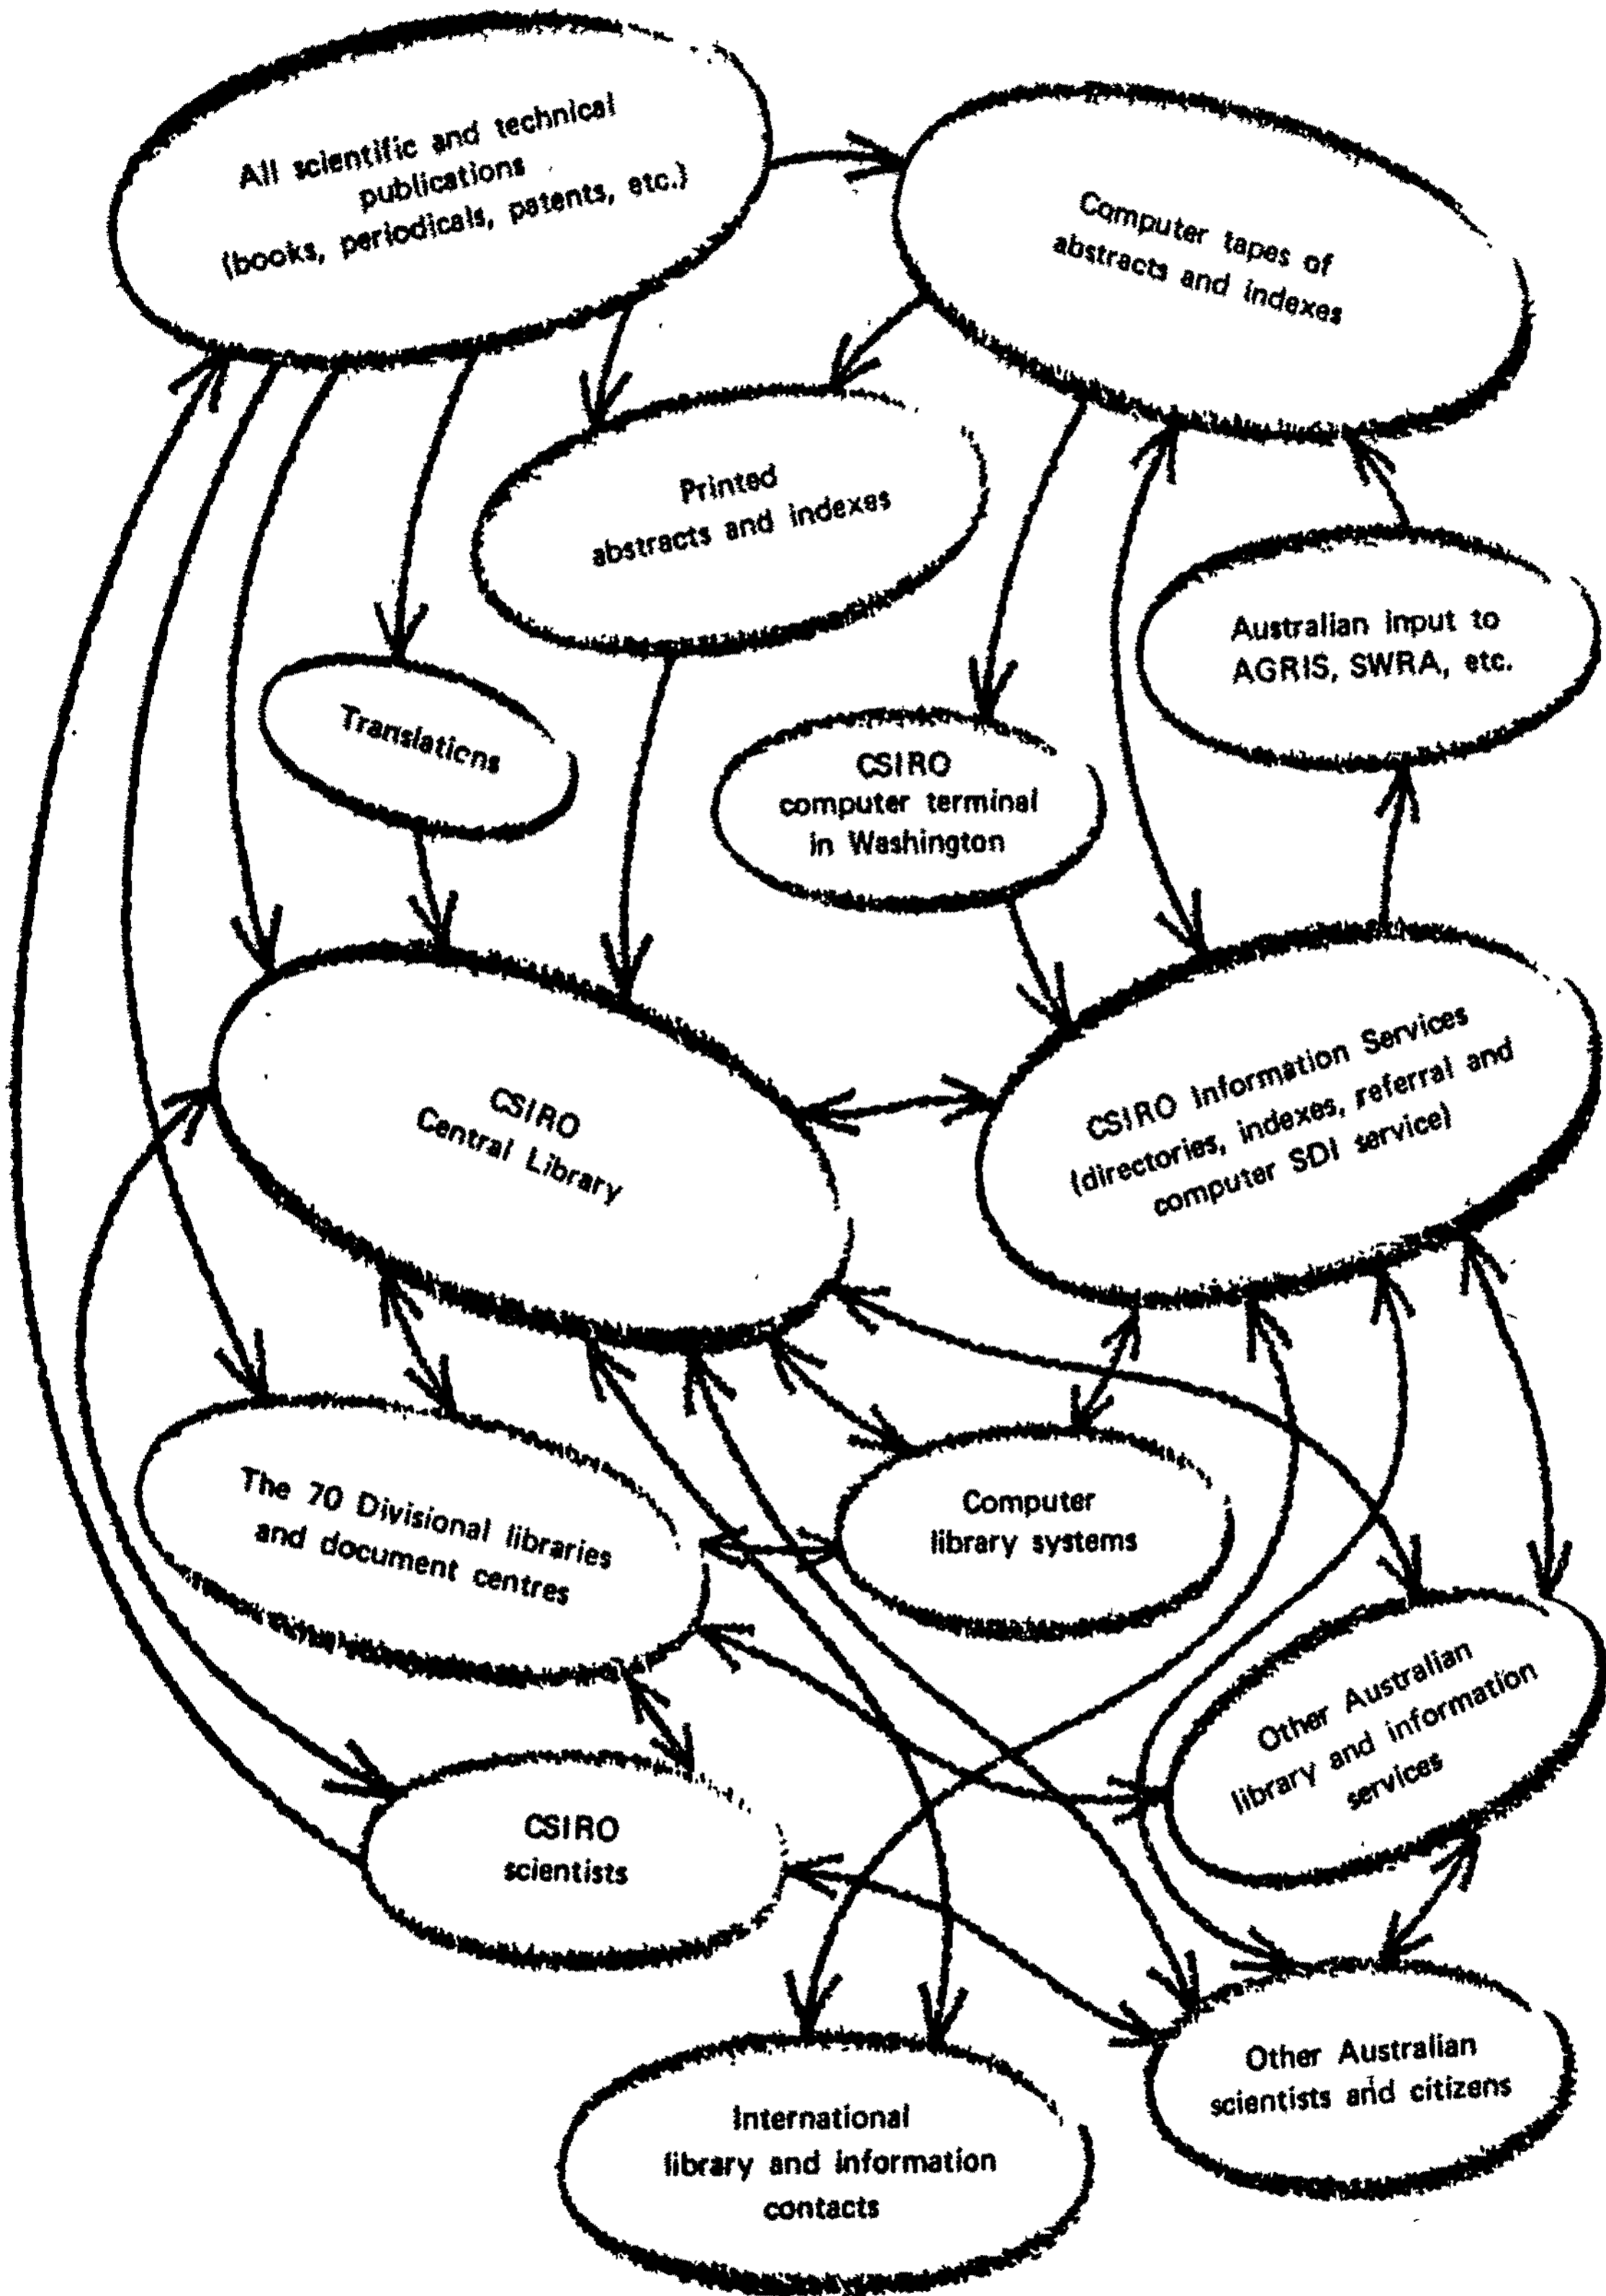 All scientific and technical
publications
(books, periodicals, patents, etc.)
Computer tapes of
abstracts and indexes
Printed
abstracts and indexes
Australian input to
AGRIS, SWRA, etc.
Translations
CSIRO
computer terminal
in Washington
CSIRO
Central Library
CSIRO Information Services
(directories, indexes, referral and
computer SDI service)
The 70 Divisional libraries
and document centres
Computer
library systems
Other Australian
library and information
services
CSIRO
scientists
Other Australian
scientists and citizens
International
library and information
contacts